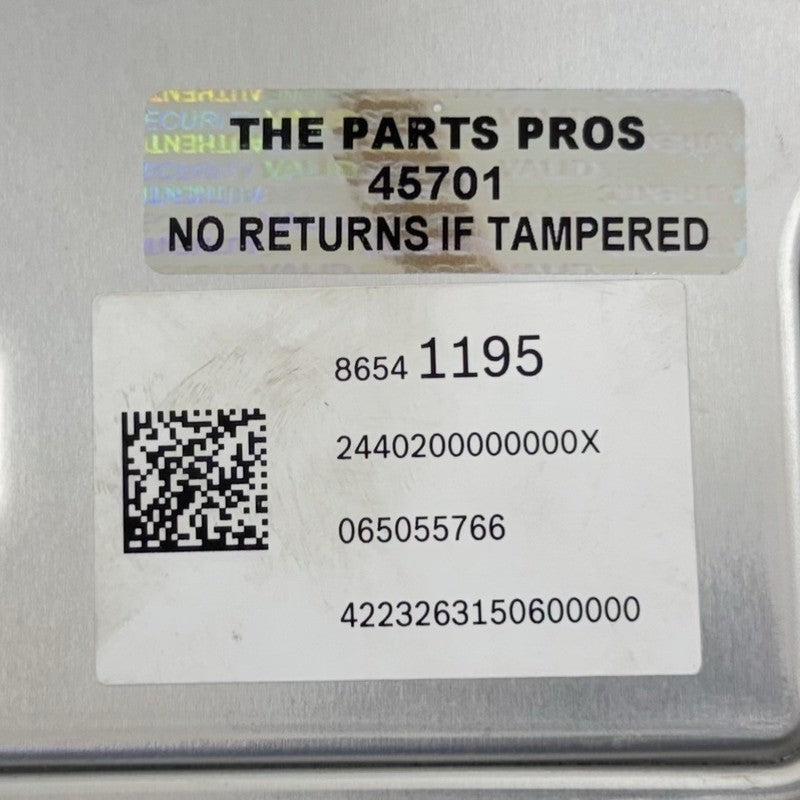 THE PARTS PROS
45701
NO RETURNS IF TAMPERED
8654 1195
2440200000000X
065055766
4223263150600000